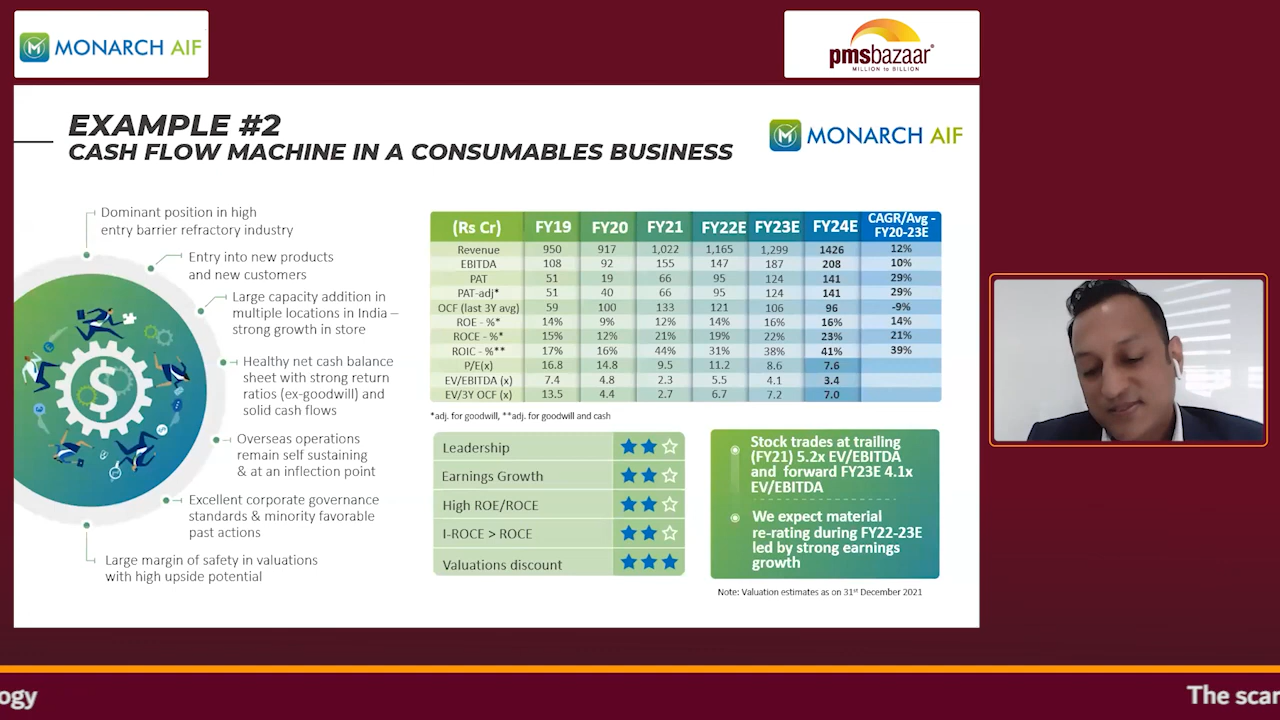 MONARCH AIF
pmsbazaar
MILLION to BILLION
EXAMPLE #2
CASH FLOW MACHINE IN A CONSUMABLES BUSINESS
MONARCH AIF
Dominant position in high
entry barrier refractory industry
Entry into new products
and new customers
Large capacity addition in
multiple locations in India –
strong growth in store
Healthy net cash balance
sheet with strong return
ratios (ex-goodwill) and
solid cash flows
Overseas operations
remain self sustaining
& at an inflection point
Excellent corporate governance
standards & minority favorable
past actions
Large margin of safety in valuations
with high upside potential
(Rs Cr) FY19 FY20 FY21 FY22E FY23E FY24E CAGR/Avg - FY20-23E
Revenue 950 917 1,022 1,165 1,299 1426 12%
EBITDA 108 92 155 147 187 208 10%
PAT 51 19 66 95 124 141 29%
PAT-adj* 51 40 66 95 124 141 29%
OCF (last 3Y avg) 59 100 133 121 106 96 -9%
ROE - %* 14% 9% 12% 14% 16% 16% 14%
ROCE - %* 15% 12% 21% 19% 22% 23% 21%
ROIC - %** 17% 16% 44% 31% 38% 41% 39%
P/E(x) 16.8 14.8 9.5 11.2 8.6 7.6
EV/EBITDA (x) 7.4 4.8 2.3 5.5 4.1 3.4
EV/3Y OCF (x) 13.5 4.4 2.7 6.7 7.2 7.0
*adj. for goodwill, **adj. for goodwill and cash
Leadership
Earnings Growth
High ROE/ROCE
I-ROCE > ROCE
Valuations discount
Stock trades at trailing
(FY21) 5.2x EV/EBITDA
and forward FY23E 4.1x
EV/EBITDA
We expect material
re-rating during FY22-23E
led by strong earnings
growth
Note: Valuation estimates as on 31st December 2021
ogy
The scar